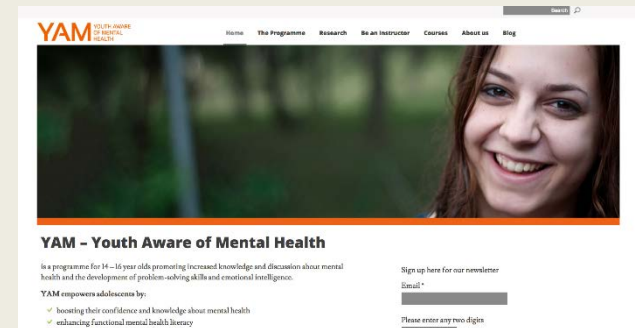 Search
YAM YOUTH AWARE
OF MENTAL
HEALTH
Home The Programme Research Be an Instructor Courses About us Blog
YAM – Youth Aware of Mental Health
is a programme for 14–16 year olds promoting increased knowledge and discussion about mental
health and the development of problem-solving skills and emotional intelligence.
YAM empowers adolescents by:
boosting their confidence and knowledge about mental health
enhancing functional mental health literacy
Sign up here for our newsletter
Email *
Please enter any two digits